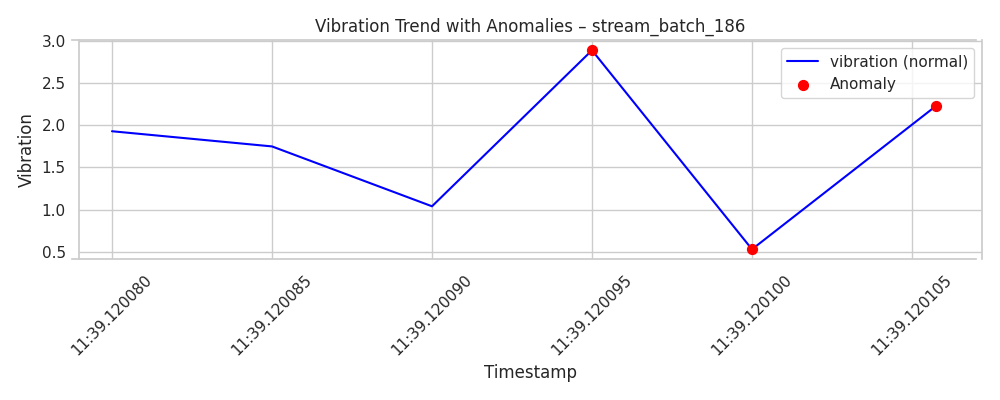 Vibration Trend with Anomalies – stream_batch_186
3.0
2.5
2.0
1.5
1.0
0.5
Vibration
vibration (normal)
Anomaly
11:39.120080
11:39.120085
11:39.120090
11:39.120095
11:39.120100
11:39.120105
Timestamp